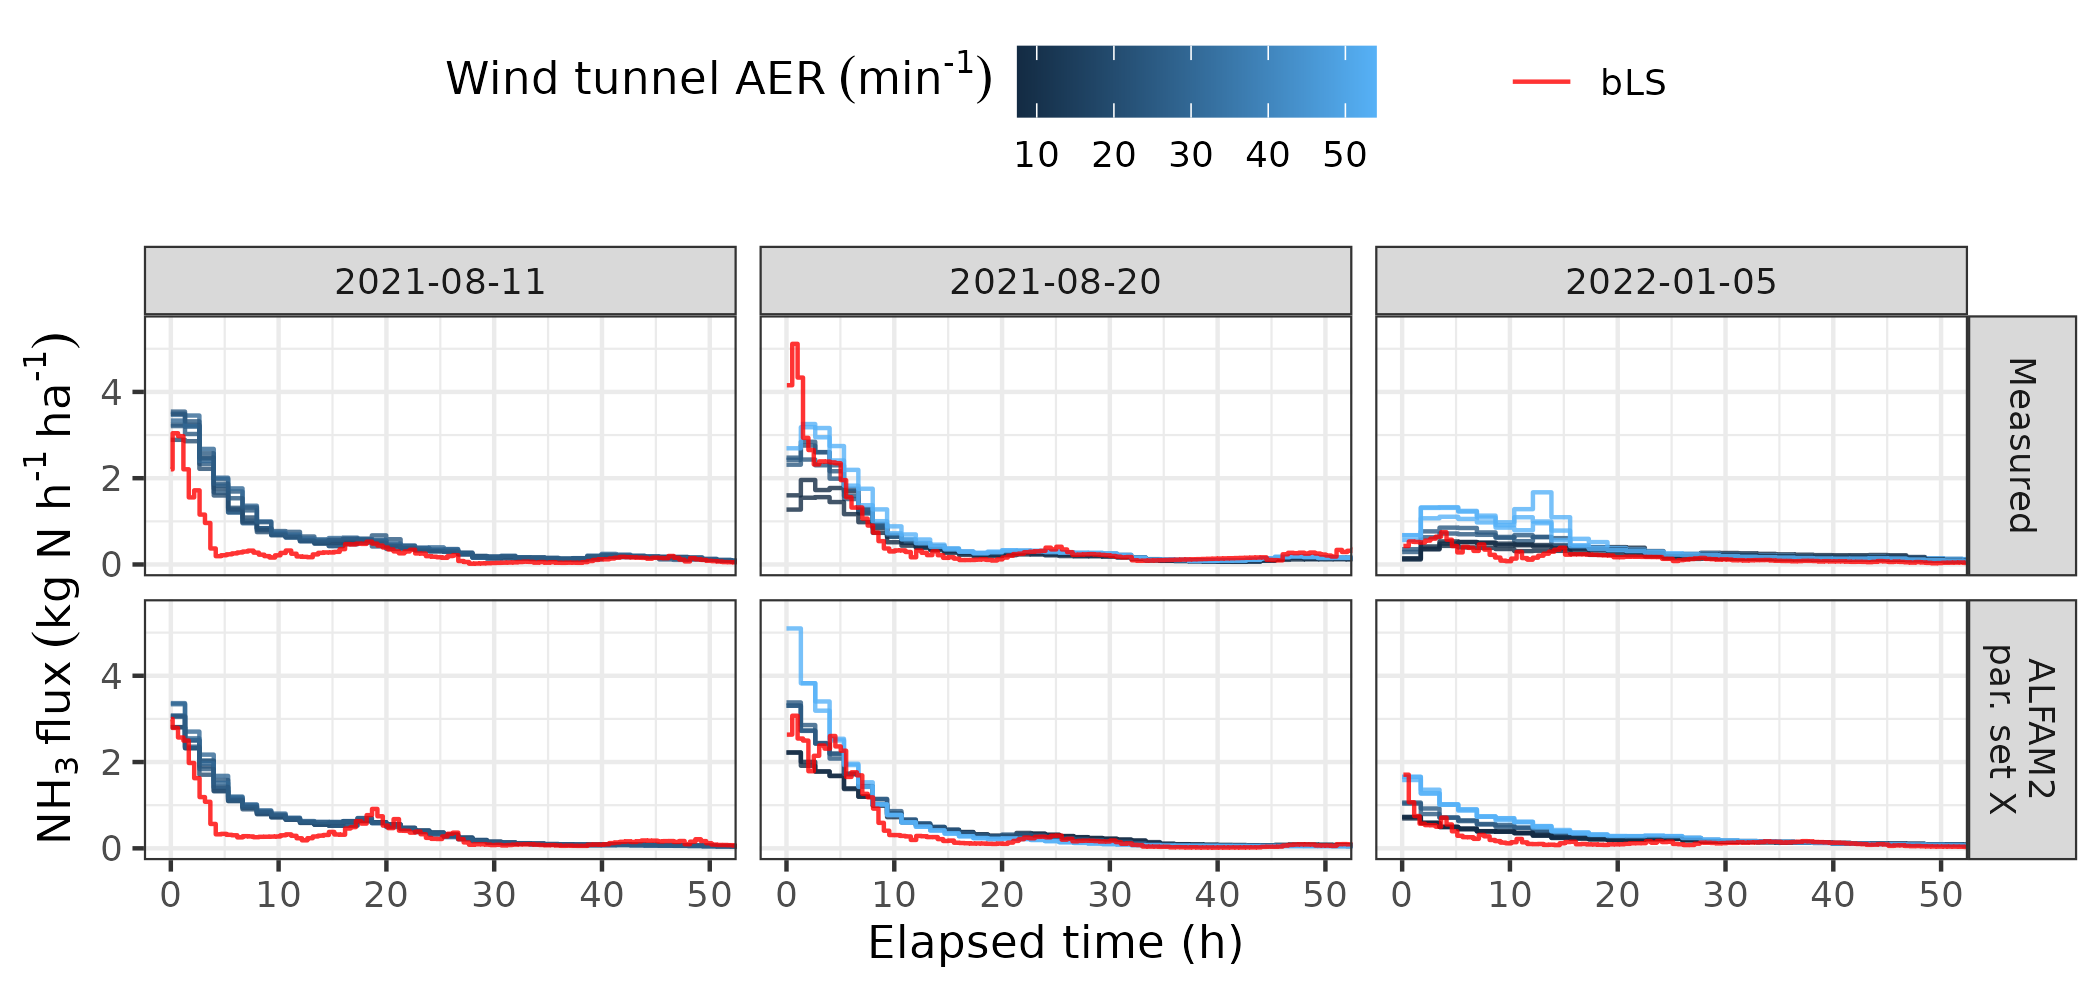 Wind tunnel AER (min-1)
bLS
10 20 30 40 50
2021-08-11 2021-08-20 2022-01-05
NH3 flux (kg N h-1 ha-1)
4
2
0
Measured
4
2
0
ALFAM2
par. set X
0 10 20 30 40 50 0 10 20 30 40 50 0 10 20 30 40 50
Elapsed time (h)